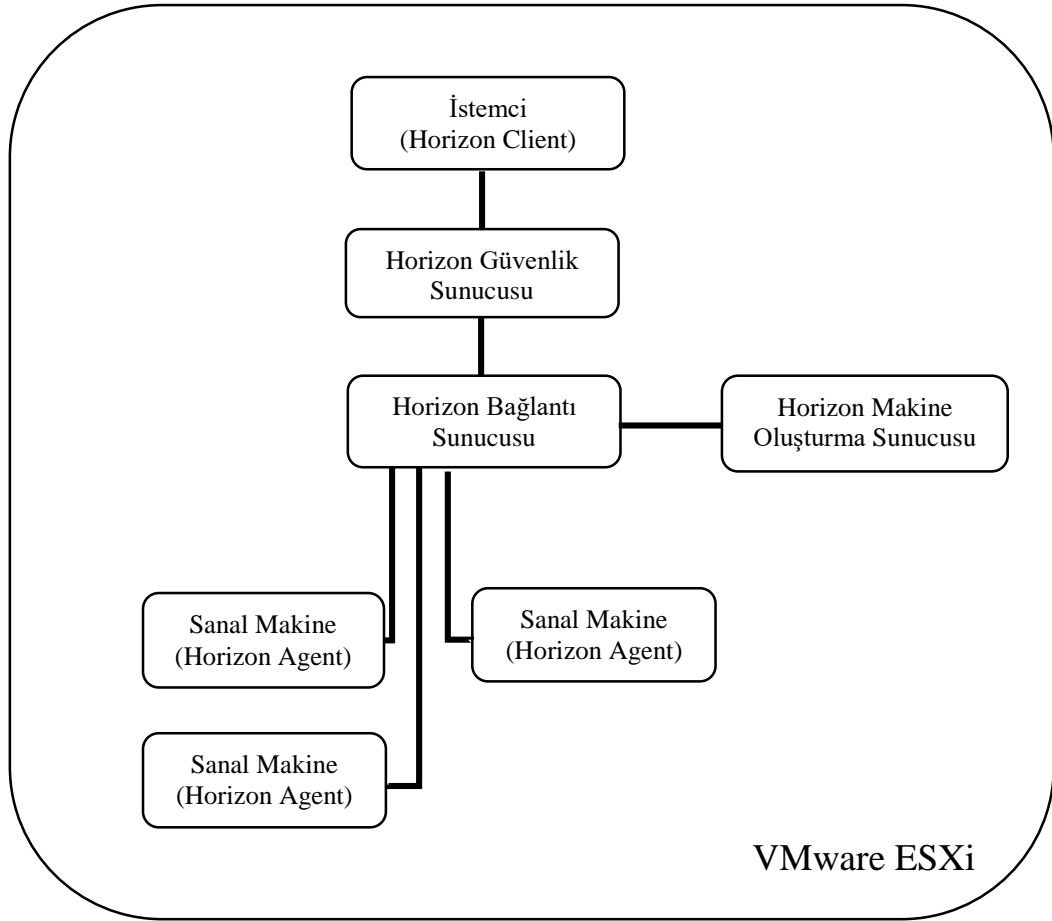 İstemci
(Horizon Client)
Horizon Güvenlik
Sunucusu
Horizon Bağlantı
Sunucusu
Horizon Makine
Oluşturma Sunucusu
Sanal Makine
(Horizon Agent)
Sanal Makine
(Horizon Agent)
Sanal Makine
(Horizon Agent)
VMware ESXi